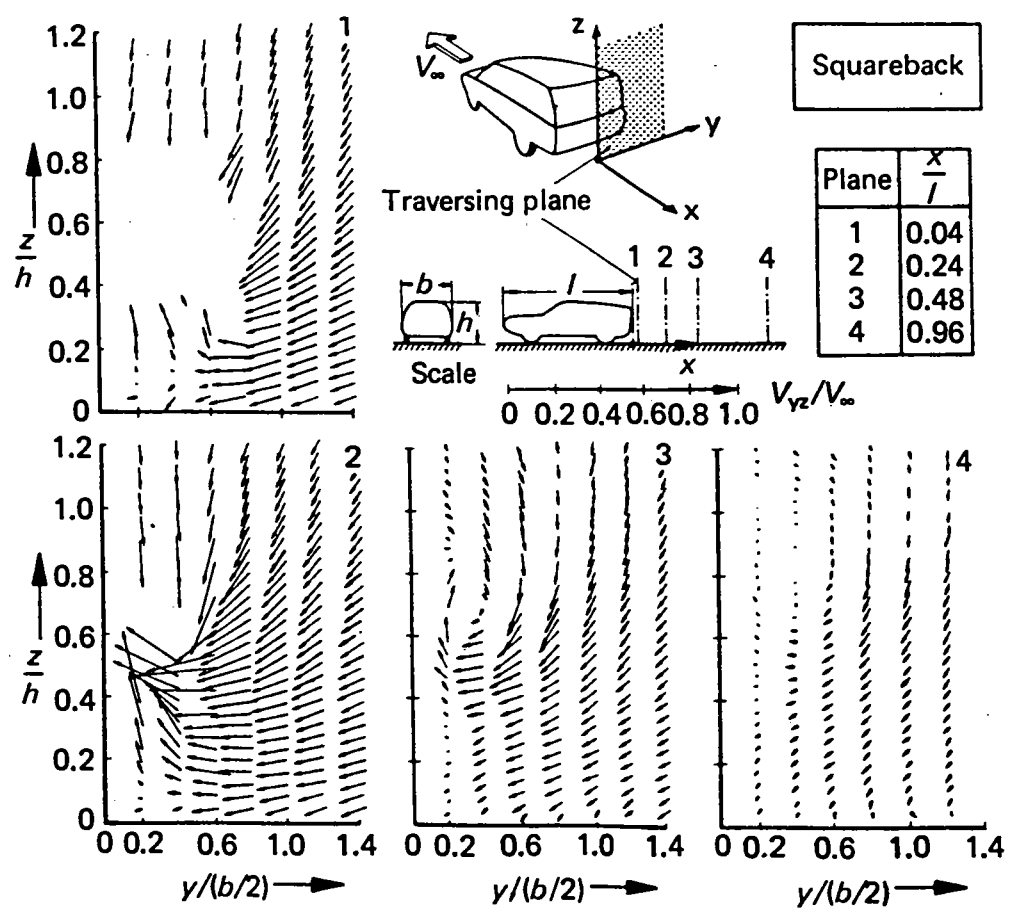 1.2
1.0
0.8
0.6
0.4
0.2
0
z/h
1
V∞
z
y
x
Traversing plane
1 2 3 4
b
h
l
x
Scale
0 0.2 0.4 0.6 0.8 1.0
Vyz/V∞
Squareback
Plane x/l
1 0.04
2 0.24
3 0.48
4 0.96
1.2
1.0
0.8
0.6
0.4
0.2
0
z/h
2
0 0.2 0.6 1.0 1.4
y/(b/2)
3
0 0.2 0.6 1.0 1.4
y/(b/2)
4
0 0.2 0.6 1.0 1.4
y/(b/2)